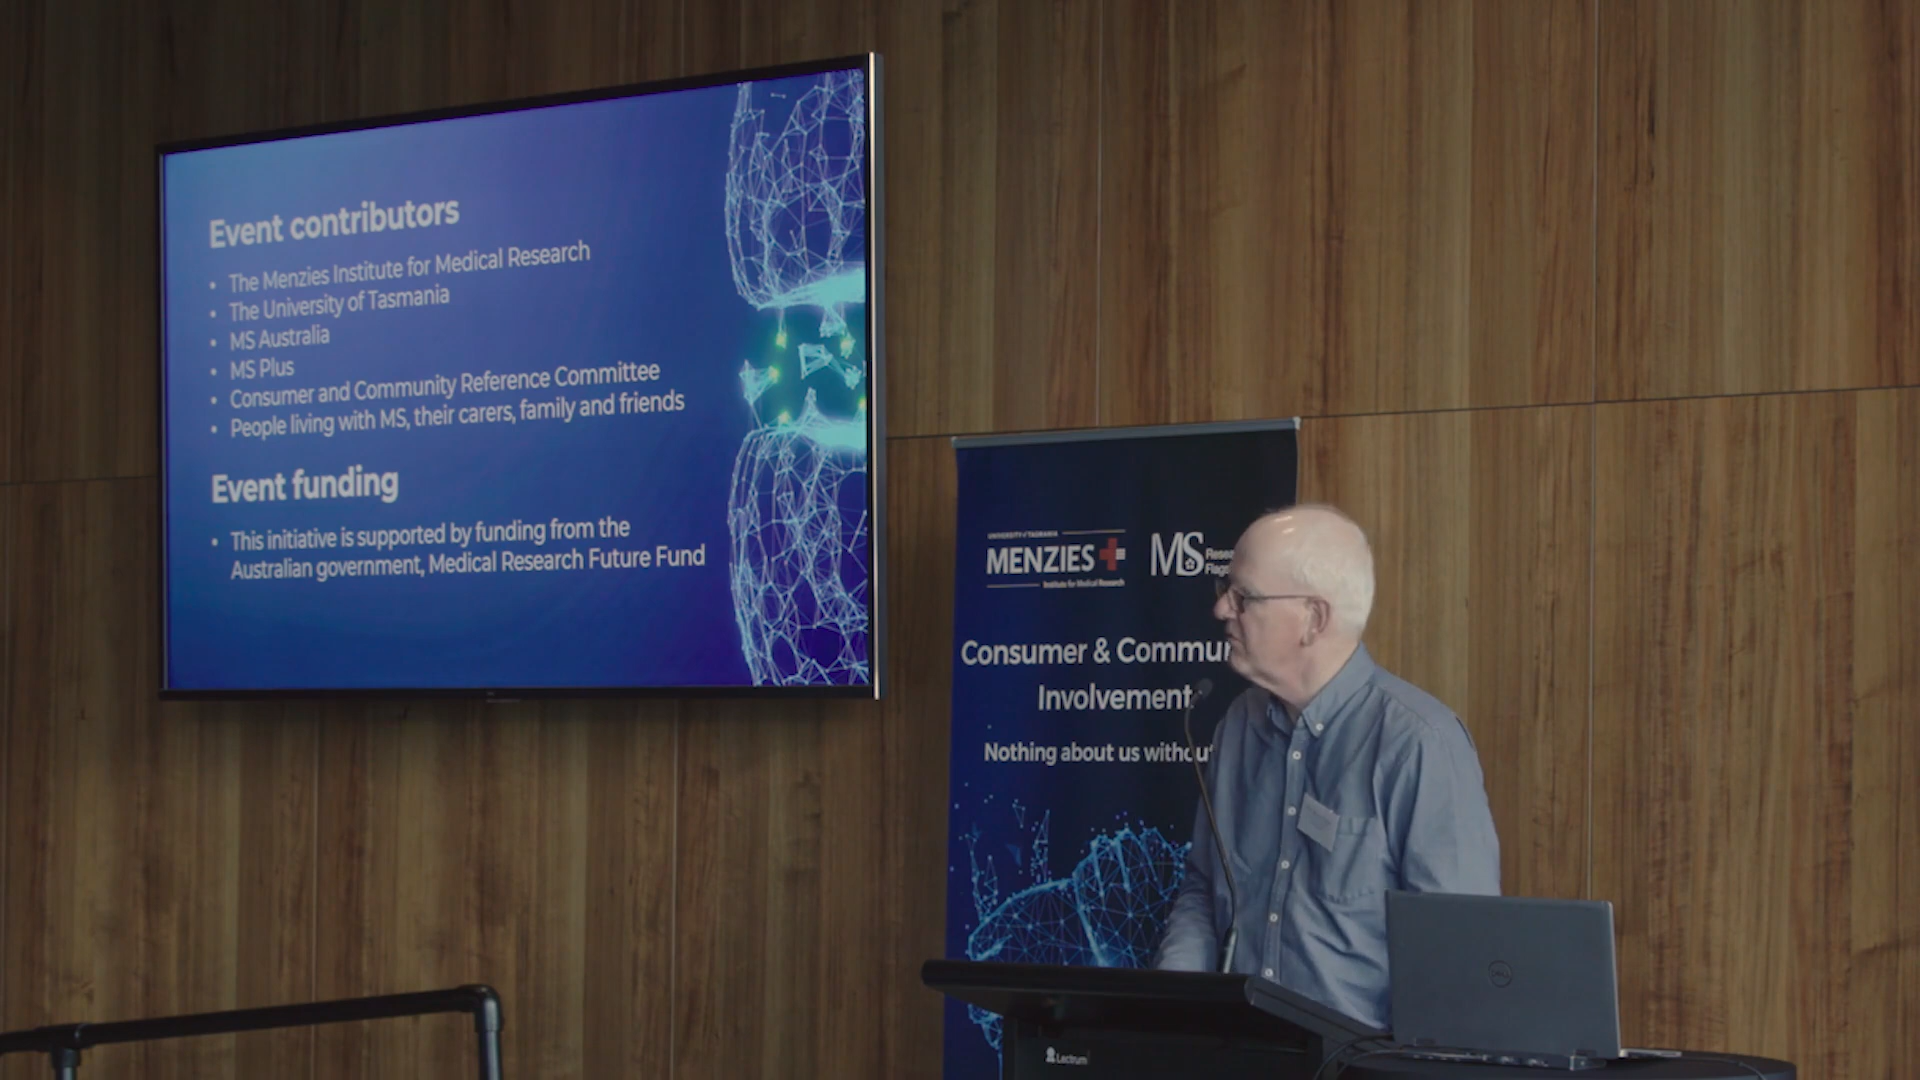 Event contributors
• The Menzies Institute for Medical Research
• The University of Tasmania
• MS Australia
• MS Plus
• Consumer and Community Reference Committee
• People living with MS, their carers, family and friends
Event funding
• This initiative is supported by funding from the
Australian government, Medical Research Future Fund
UNIVERSITY of TASMANIA
MENZIES
Institute for Medical Research
MS
Consumer &
Involvement
Nothing about us
DELL
Lectrum